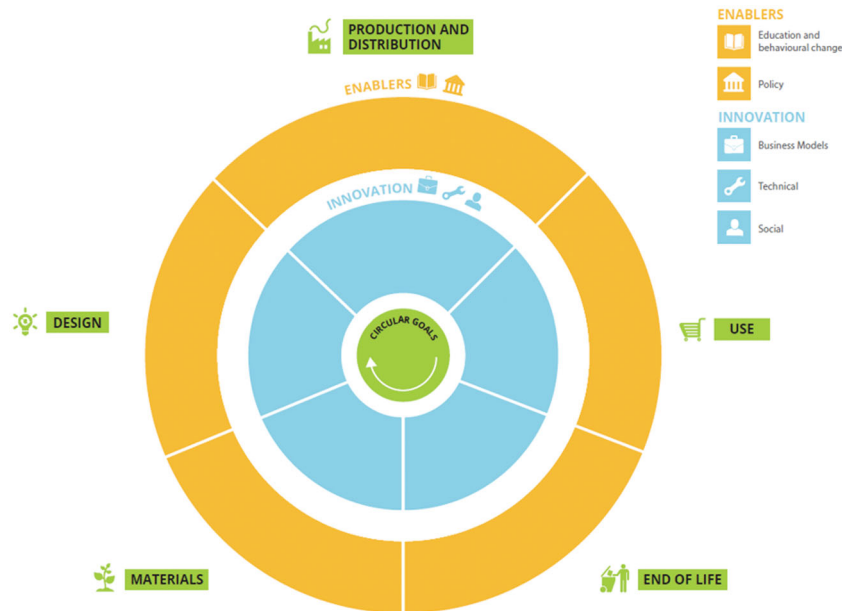 PRODUCTION AND
DISTRIBUTION
ENABLERS
INNOVATION
CIRCULAR GOALS
DESIGN
USE
MATERIALS
END OF LIFE
ENABLERS
Education and
behavioural change
Policy
INNOVATION
Business Models
Technical
Social